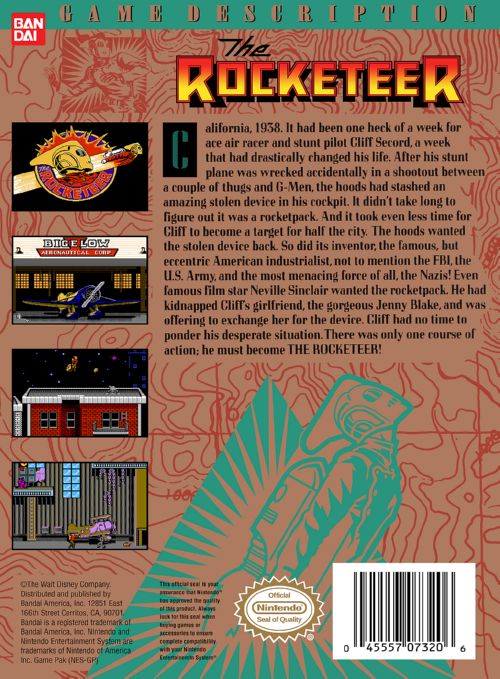 BAN
DAI
GAME DESCRIPTION
The
ROCKETEER
California, 1938. It had been one heck of a week for
ace air racer and stunt pilot Cliff Secord, a week
that had drastically changed his life. After his stunt
plane was wrecked accidentally in a shootout between
a couple of thugs and G-Men, the hoods had stashed an
amazing stolen device in his cockpit. It didn't take long to
figure out it was a rocketpack. And it took even less time for
Cliff to become a target for half the city. The hoods wanted
the stolen device back. So did its inventor, the famous, but
eccentric American industrialist, not to mention the FBI, the
U.S. Army, and the most menacing force of all, the Nazis! Even
famous film star Neville Sinclair wanted the rocketpack. He had
kidnapped Cliff's girlfriend, the gorgeous Jenny Blake, and was
offering to exchange her for the device. Cliff had no time to
ponder his desperate situation. There was only one course of
action; he must become THE ROCKETEER!
ROCKETEER
BIGELOW
AERONAUTICAL CORP
100
©The Walt Disney Company.
Distributed and published by
Bandai America, Inc. 12851 East
166th Street Cerritos, CA, 90701.
Bandai is a registered trademark of
Bandai America, Inc. Nintendo and
Nintendo Entertainment System are
trademarks of Nintendo of America
Inc. Game Pak (NES-GP)
This official seal is your
assurance that Nintendo®
has approved the quality
of this product. Always
look for this seal when
buying games or
accessories to ensure
complete compatibility
with your Nintendo
Entertainment System®
Official
Nintendo®
Seal of Quality
0 45557 07320 6